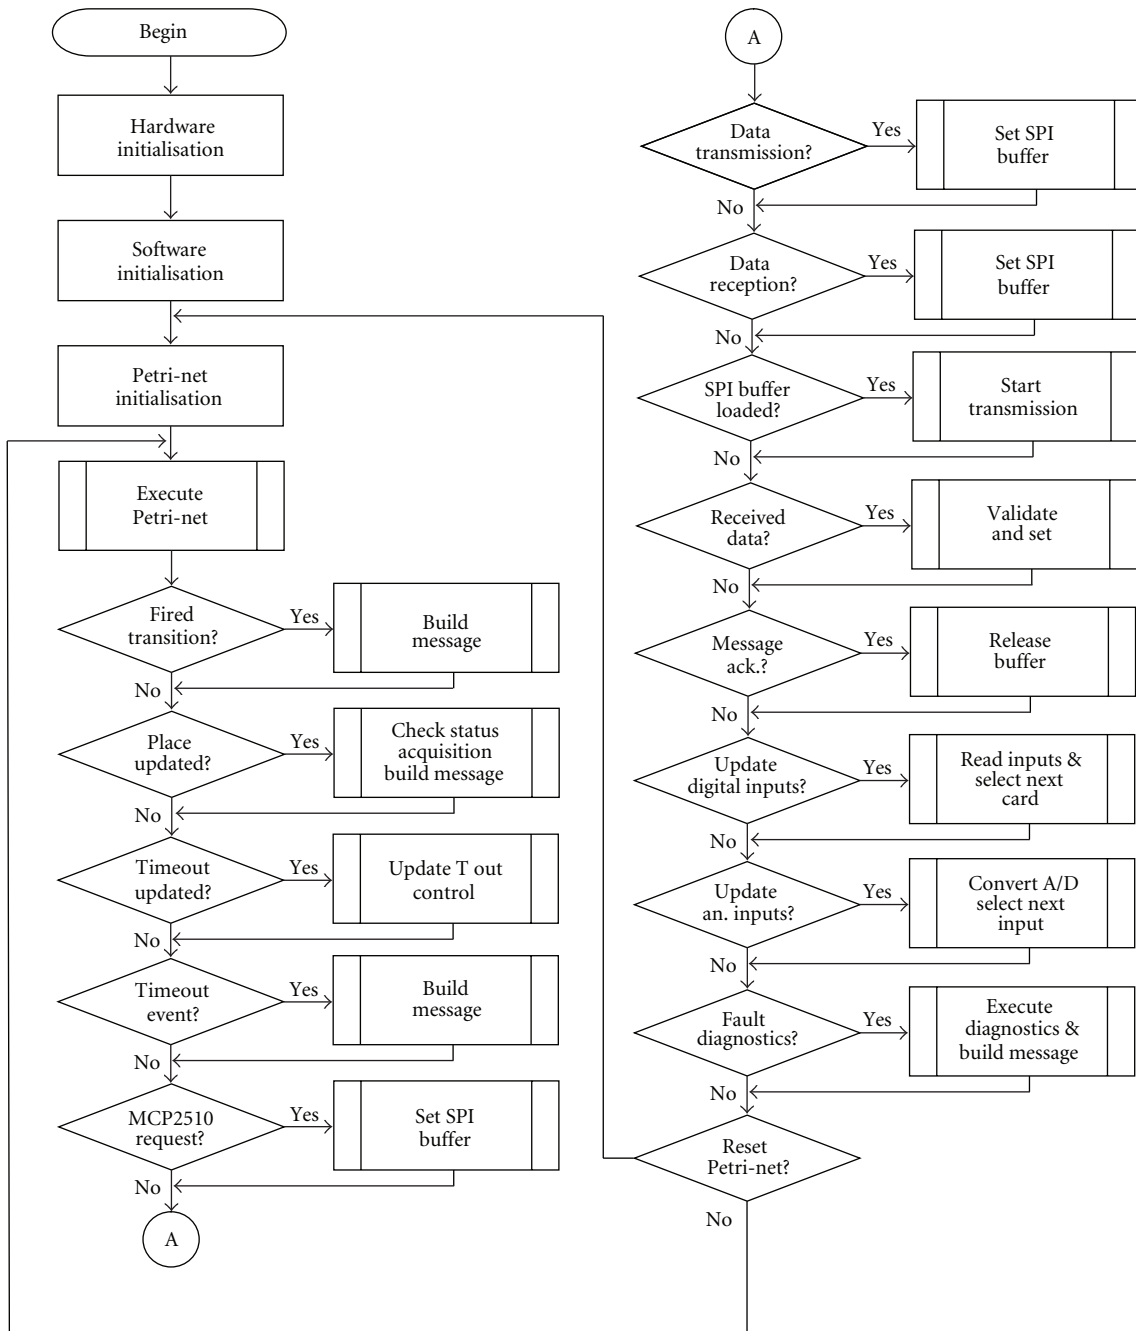 Begin
Hardware
initialisation
Software
initialisation
Petri-net
initialisation
Execute
Petri-net
Fired
transition?
Yes
Build
message
No
Place
updated?
Yes
Check status
acquisition
build message
No
Timeout
updated?
Yes
Update T out
control
No
Timeout
event?
Yes
Build
message
No
MCP2510
request?
Yes
Set SPI
buffer
No
A
A
Data
transmission?
Yes
Set SPI
buffer
No
Data
reception?
Yes
Set SPI
buffer
No
SPI buffer
loaded?
Yes
Start
transmission
No
Received
data?
Yes
Validate
and set
No
Message
ack.?
Yes
Release
buffer
No
Update
digital inputs?
Yes
Read inputs &
select next
card
No
Update
an. inputs?
Yes
Convert A/D
select next
input
No
Fault
diagnostics?
Yes
Execute
diagnostics &
build message
No
Reset
Petri-net?
No